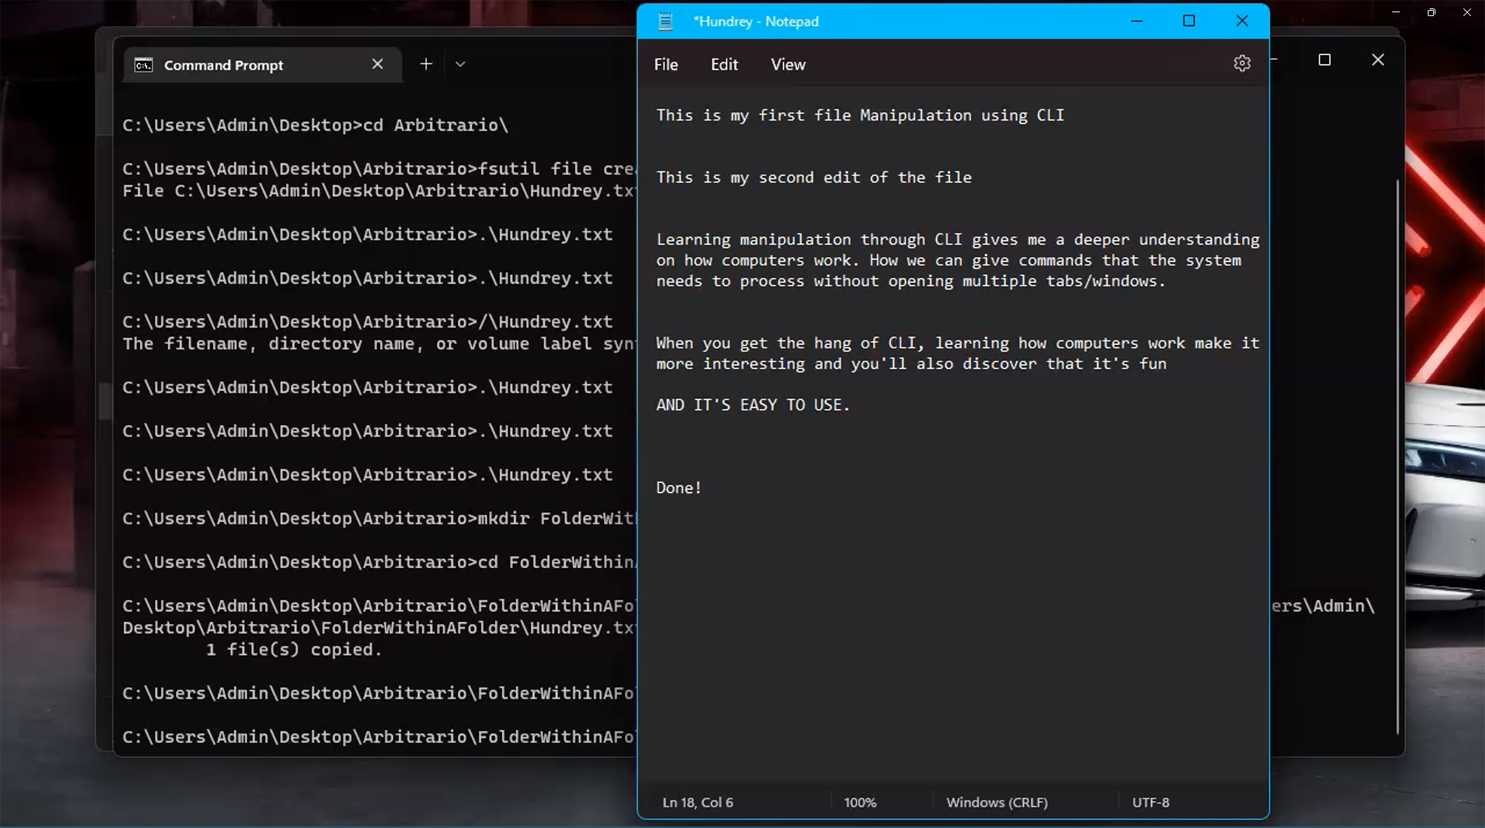 *Hundrey - Notepad
Command Prompt
File Edit View
C:\Users\Admin\Desktop>cd Arbitrario\
C:\Users\Admin\Desktop\Arbitrario>fsutil file crea
File C:\Users\Admin\Desktop\Arbitrario\Hundrey.tx
C:\Users\Admin\Desktop\Arbitrario>.\Hundrey.txt
C:\Users\Admin\Desktop\Arbitrario>.\Hundrey.txt
C:\Users\Admin\Desktop\Arbitrario>/\Hundrey.txt
The filename, directory name, or volume label syn
C:\Users\Admin\Desktop\Arbitrario>.\Hundrey.txt
C:\Users\Admin\Desktop\Arbitrario>.\Hundrey.txt
C:\Users\Admin\Desktop\Arbitrario>.\Hundrey.txt
C:\Users\Admin\Desktop\Arbitrario>mkdir FolderWith
C:\Users\Admin\Desktop\Arbitrario>cd FolderWithinA
C:\Users\Admin\Desktop\Arbitrario\FolderWithinAFo
ers\Admin\
Desktop\Arbitrario\FolderWithinAFolder\Hundrey.tx
1 file(s) copied.
C:\Users\Admin\Desktop\Arbitrario\FolderWithinAFo
C:\Users\Admin\Desktop\Arbitrario\FolderWithinAFo
This is my first file Manipulation using CLI
This is my second edit of the file
Learning manipulation through CLI gives me a deeper understanding
on how computers work. How we can give commands that the system
needs to process without opening multiple tabs/windows.
When you get the hang of CLI, learning how computers work make it
more interesting and you'll also discover that it's fun
AND IT'S EASY TO USE.
Done!
Ln 18, Col 6 100% Windows (CRLF) UTF-8